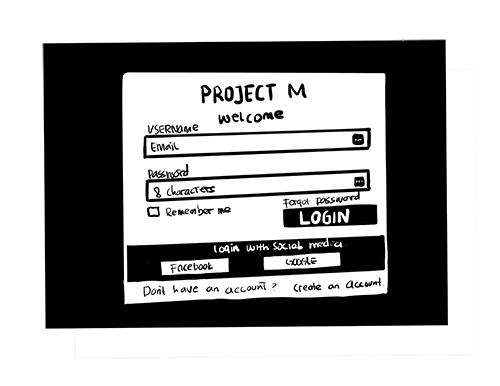 PROJECT M
Welcome
USERName
Email
Password
8 characters
Remember me
Forgot password
LOGIN
Login with Social media
Facebook
GOOGLE
Dont have an account? Create an account.